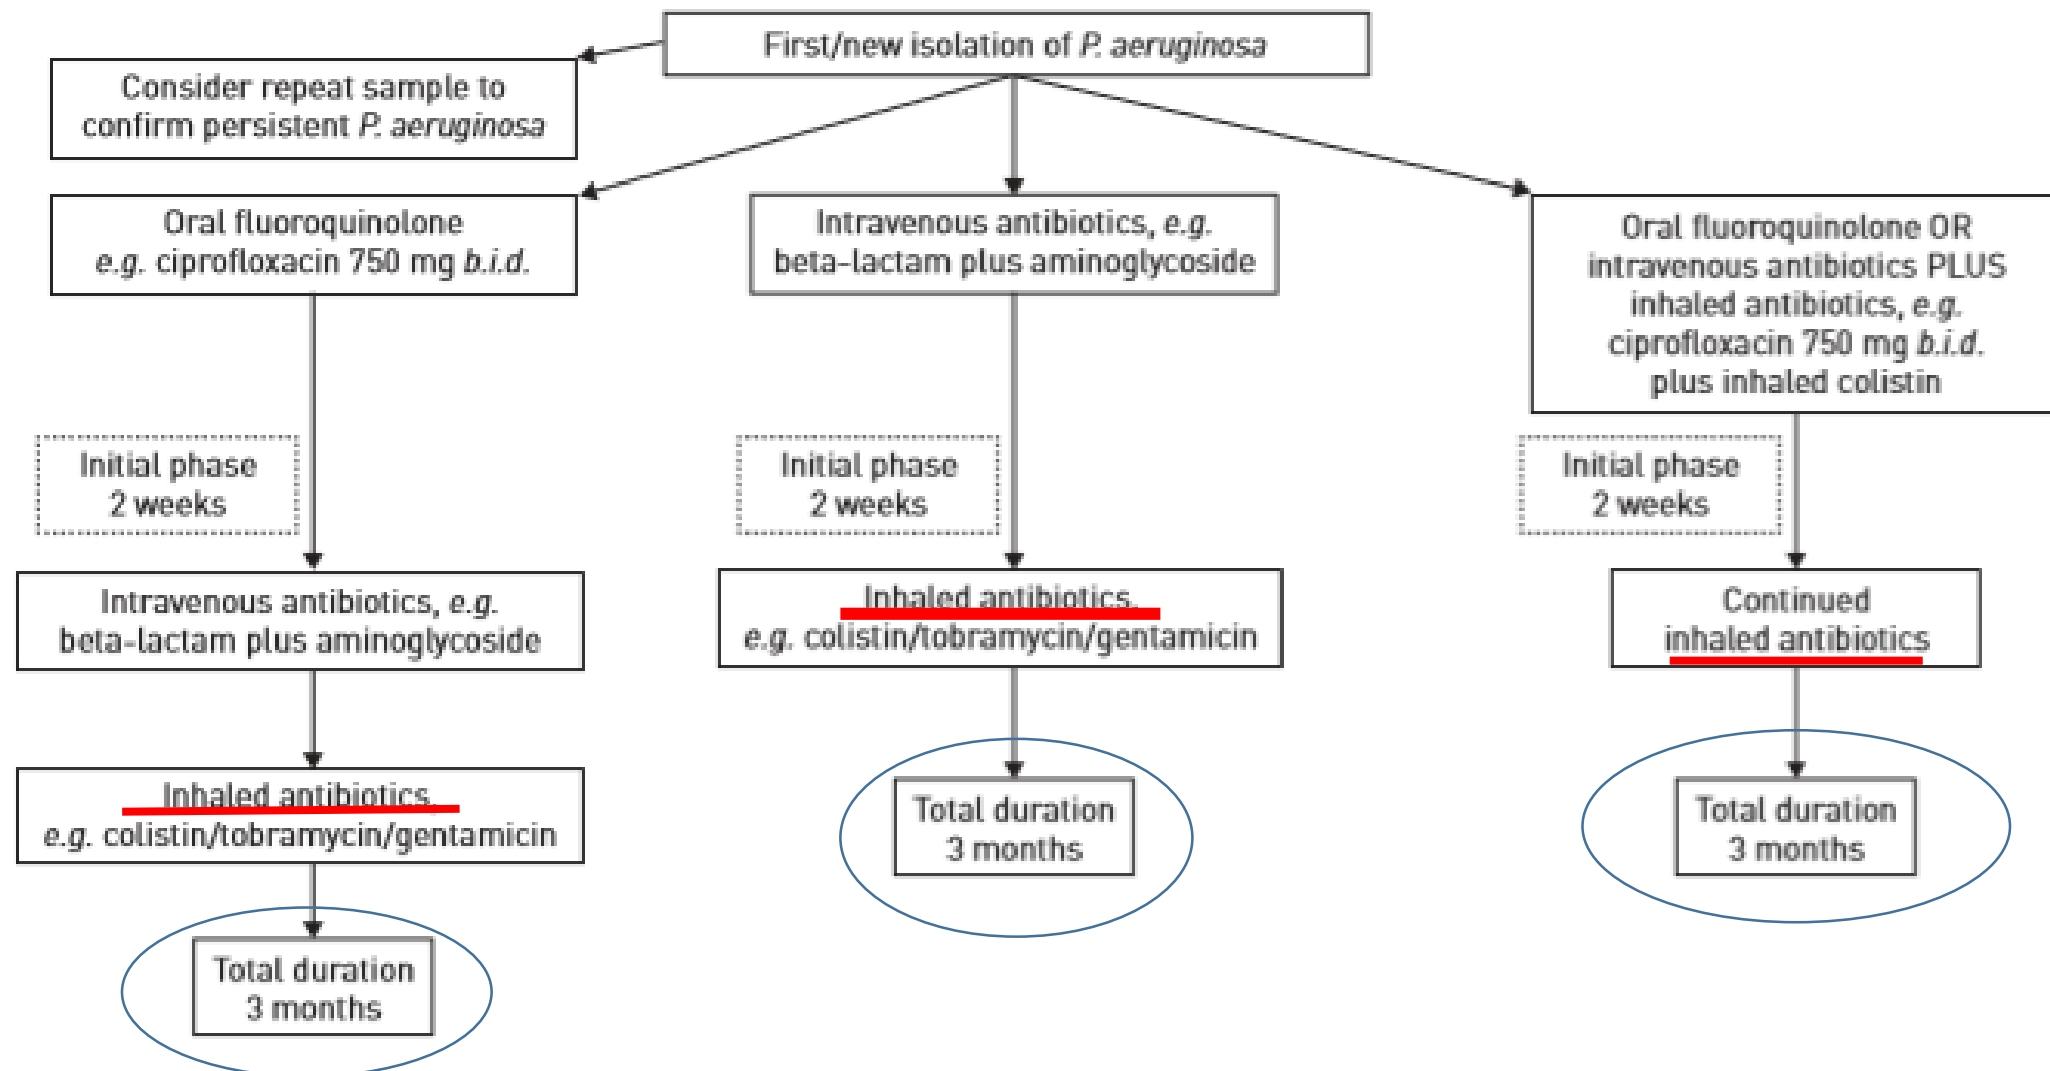 First/new isolation of P. aeruginosa
Consider repeat sample to
confirm persistent P. aeruginosa
Oral fluoroquinolone
e.g. ciprofloxacin 750 mg b.i.d.
Intravenous antibiotics, e.g.
beta-lactam plus aminoglycoside
Oral fluoroquinolone OR
intravenous antibiotics PLUS
inhaled antibiotics, e.g.
ciprofloxacin 750 mg b.i.d.
plus inhaled colistin
Initial phase
2 weeks
Initial phase
2 weeks
Initial phase
2 weeks
Intravenous antibiotics, e.g.
beta-lactam plus aminoglycoside
Inhaled antibiotics,
e.g. colistin/tobramycin/gentamicin
Continued
inhaled antibiotics
Inhaled antibiotics,
e.g. colistin/tobramycin/gentamicin
Total duration
3 months
Total duration
3 months
Total duration
3 months